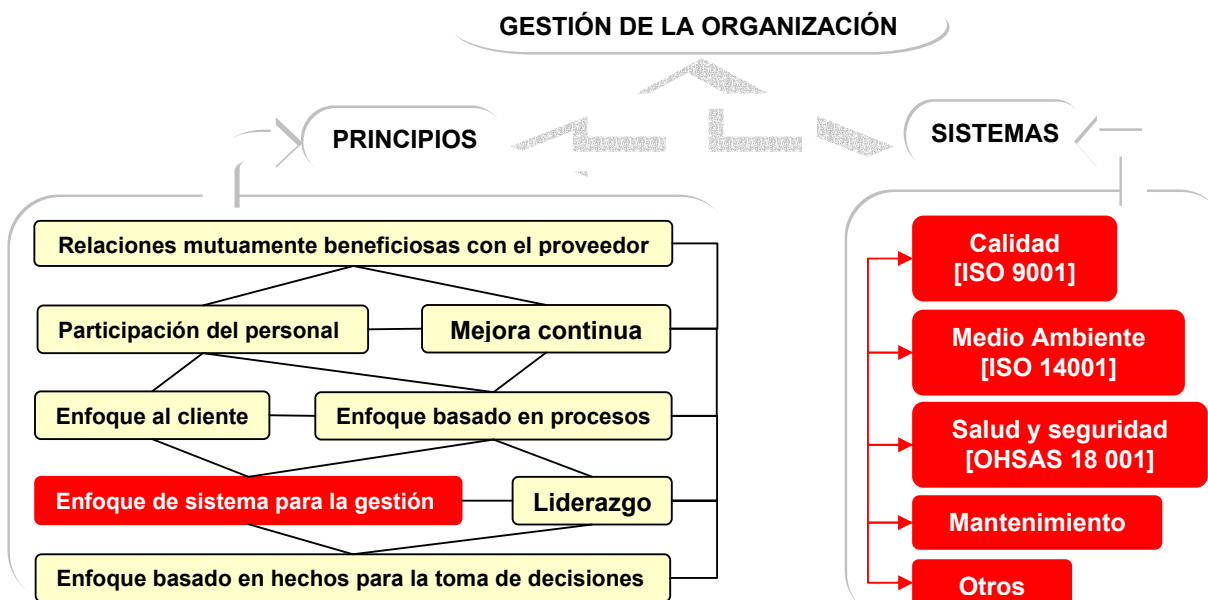 GESTIÓN DE LA ORGANIZACIÓN
PRINCIPIOS
SISTEMAS
Relaciones mutuamente beneficiosas con el proveedor
Participación del personal
Mejora continua
Enfoque al cliente
Enfoque basado en procesos
Enfoque de sistema para la gestión
Liderazgo
Enfoque basado en hechos para la toma de decisiones
Calidad
[ISO 9001]
Medio Ambiente
[ISO 14001]
Salud y seguridad
[OHSAS 18 001]
Mantenimiento
Otros